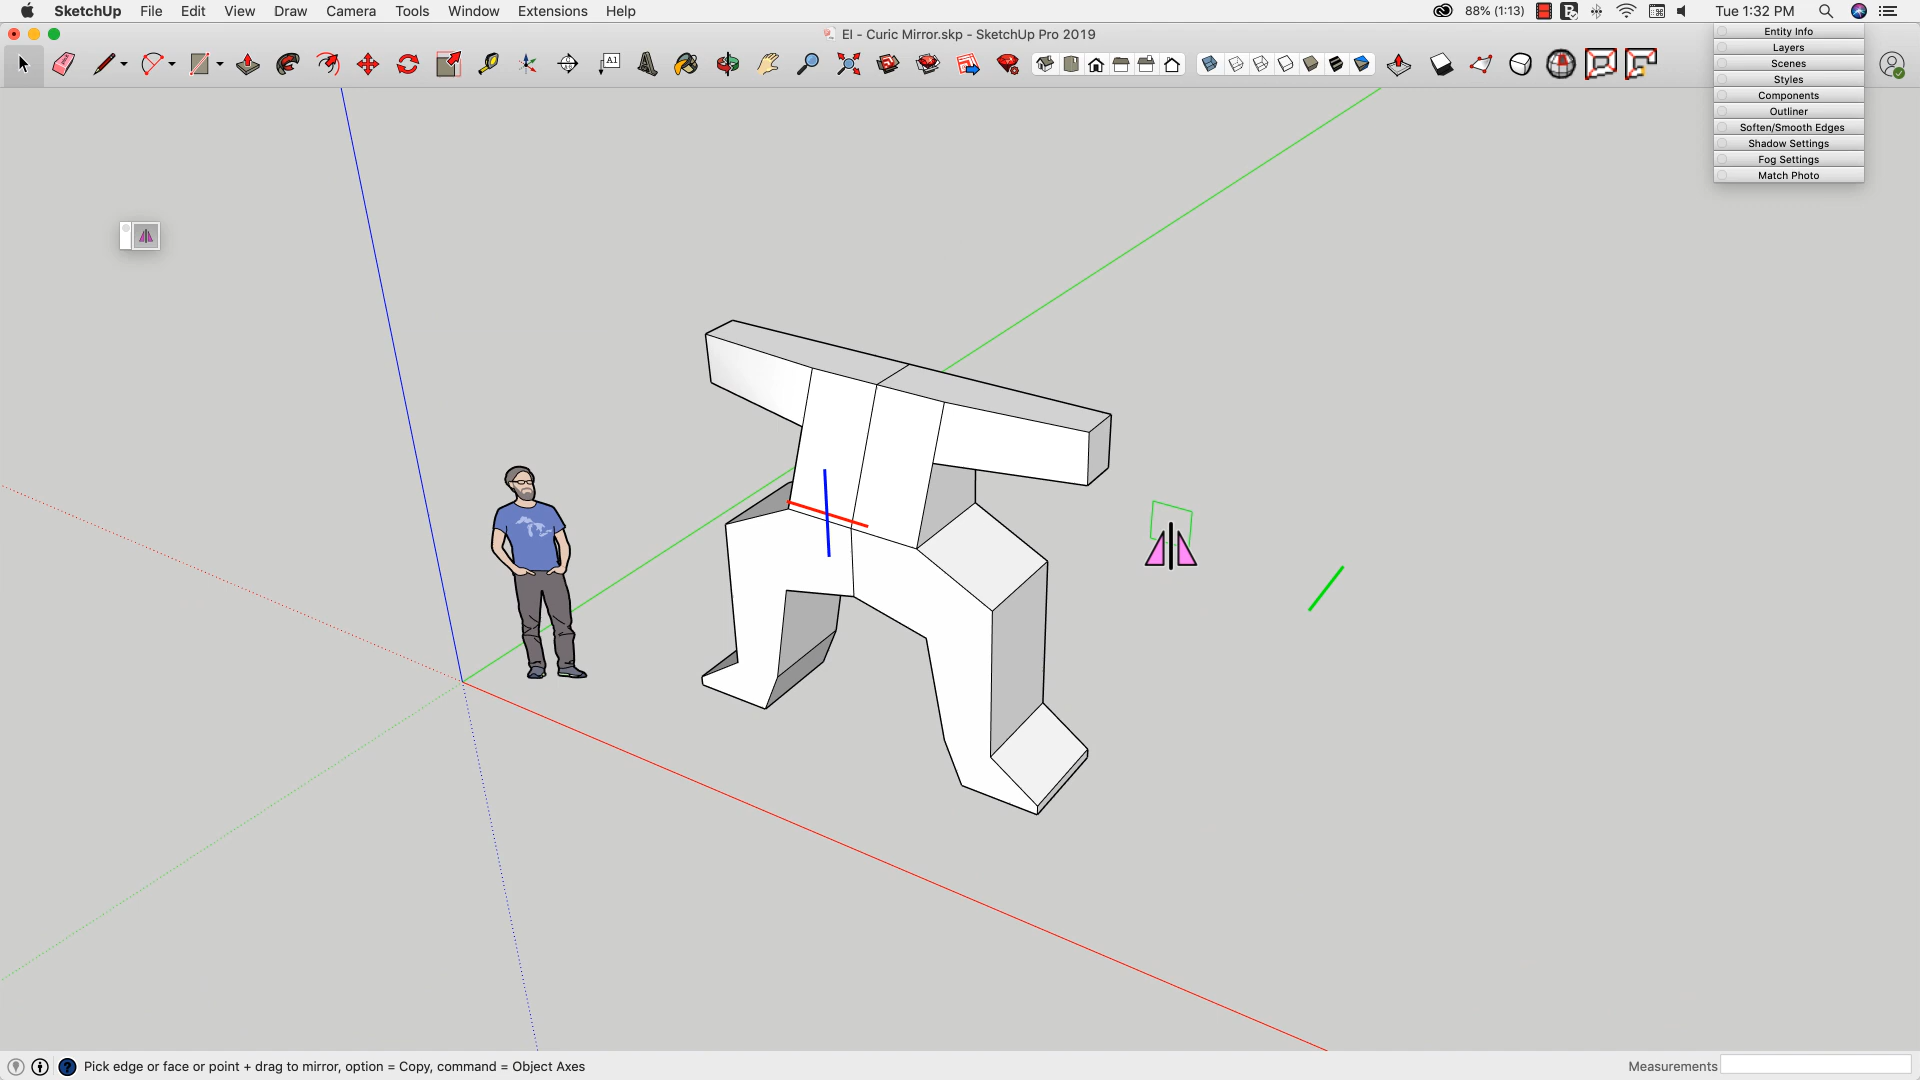 SketchUp File Edit View Draw Camera Tools Window Extensions Help 88% (1:13) Tue 1:32 PM
EI - Curic Mirror.skp - SketchUp Pro 2019
A1
Entity Info
Layers
Scenes
Styles
Components
Outliner
Soften/Smooth Edges
Shadow Settings
Fog Settings
Match Photo
Pick edge or face or point + drag to mirror, option = Copy, command = Object Axes
Measurements